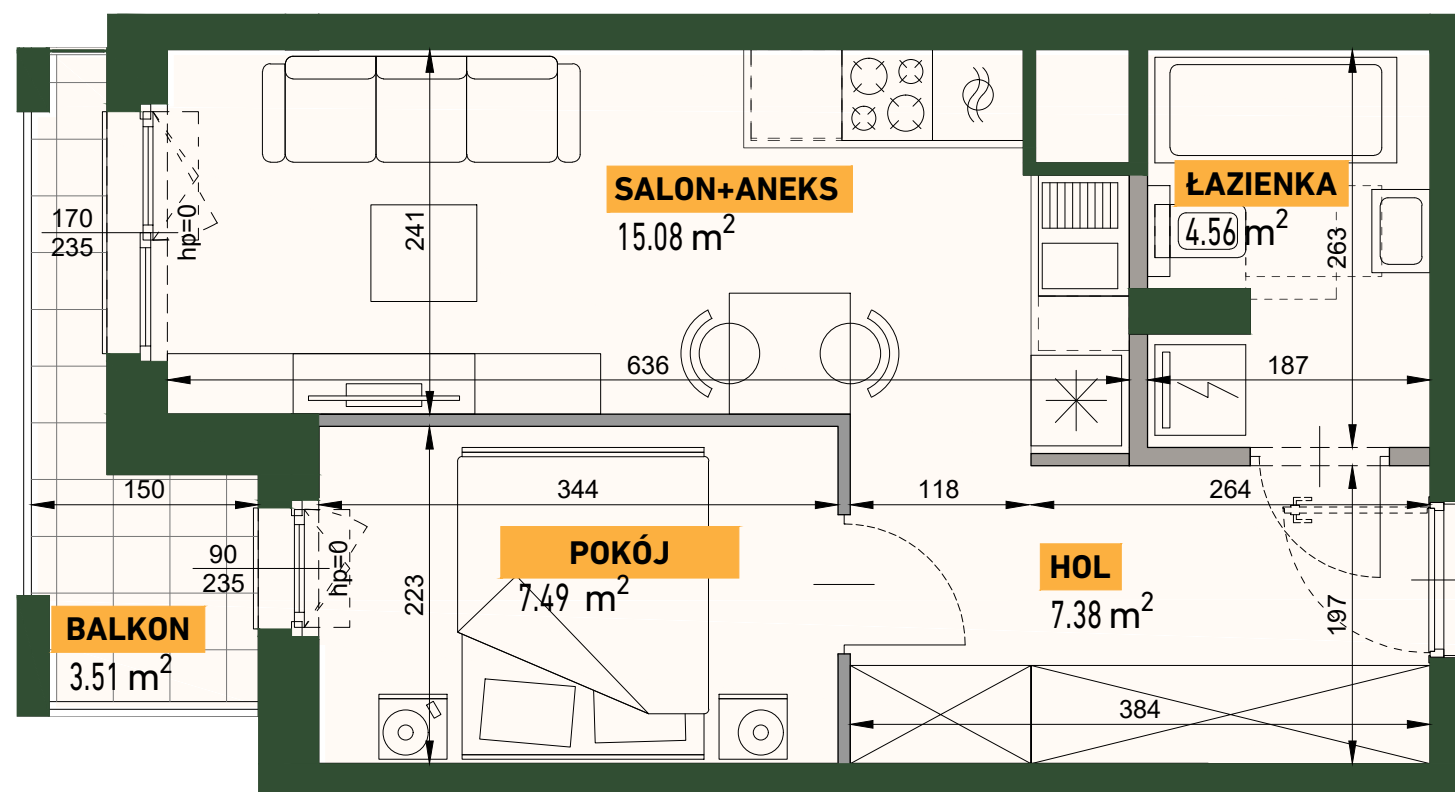 SALON+ANEKS
15.08 m²
ŁAZIENKA
4.56 m²
170
235
hp=0
241
263
636
187
150
344
118
264
90
235
hp=0
223
POKÓJ
7.49 m²
HOL
7.38 m²
197
BALKON
3.51 m²
384